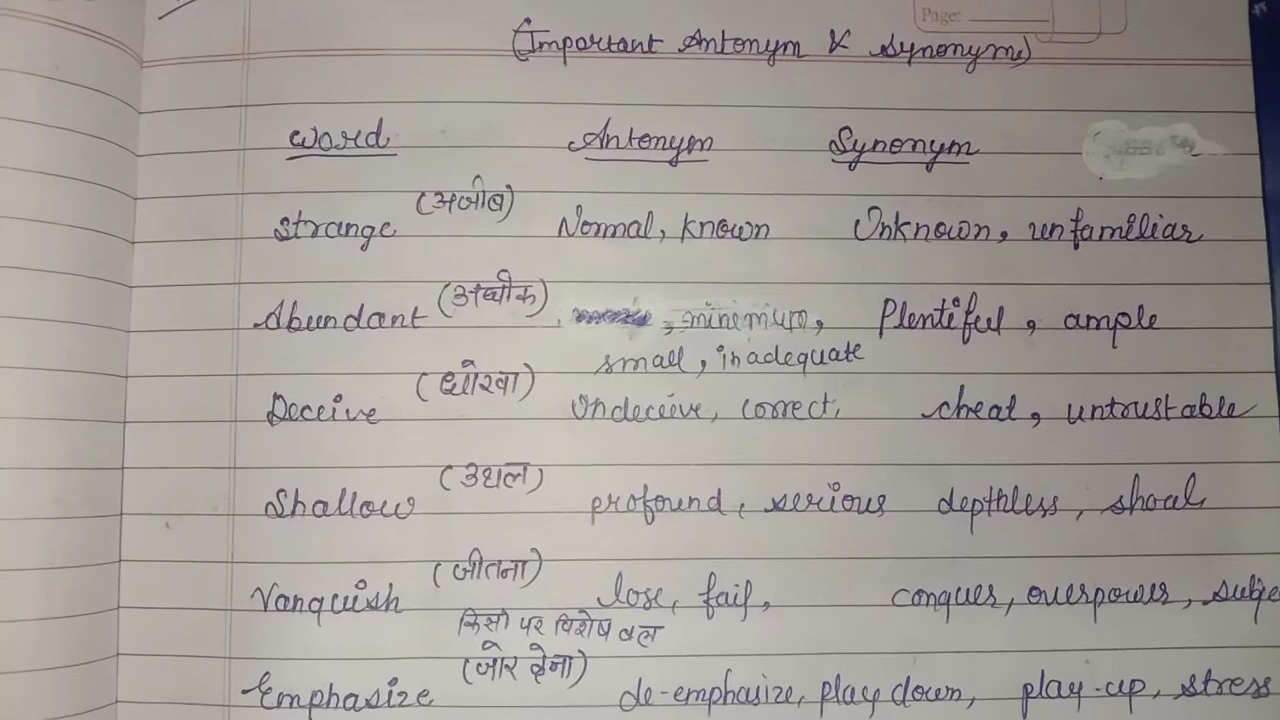 Page:
(Important Antonym & Synonyms)
Word Antonym Synonym
Strange (अजीब) Normal, known Unknown, unfamiliar
Abundant (अधीक) , minimum, Plentiful, ample
small, inadequate
Deceive (धोखा) Undeceive, correct, cheat, untrustable
Shallow (उथल) profound, serious depthless, shoal
Vanquish (जीतना) lose, fail, conquer, overpower, subje
किसी पर विशेष बल
Emphasize (जोर देना) de-emphasize, play down, play-up, stress